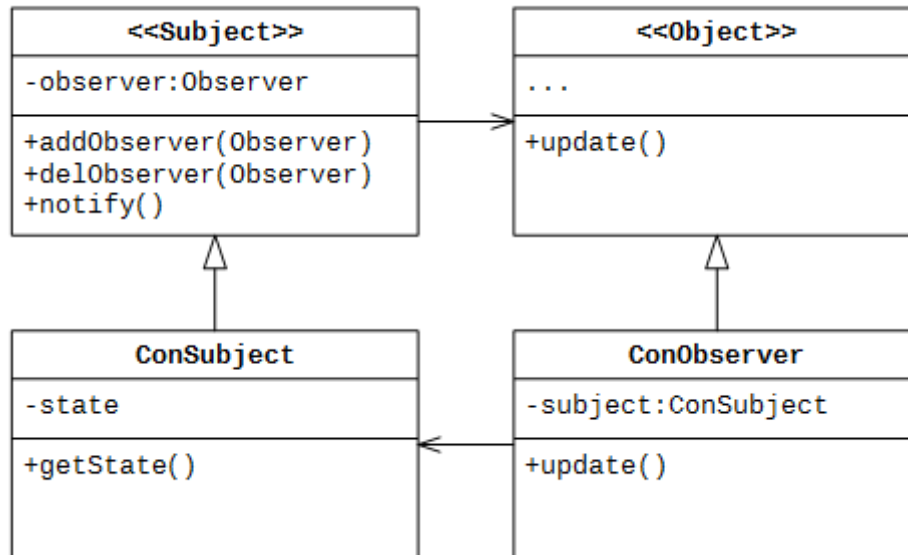 <<Subject>>
-observer:Observer
+addObserver(Observer)
+delObserver(Observer)
+notify()
<<Object>>
...
+update()
ConSubject
-state
+getState()
ConObserver
-subject:ConSubject
+update()